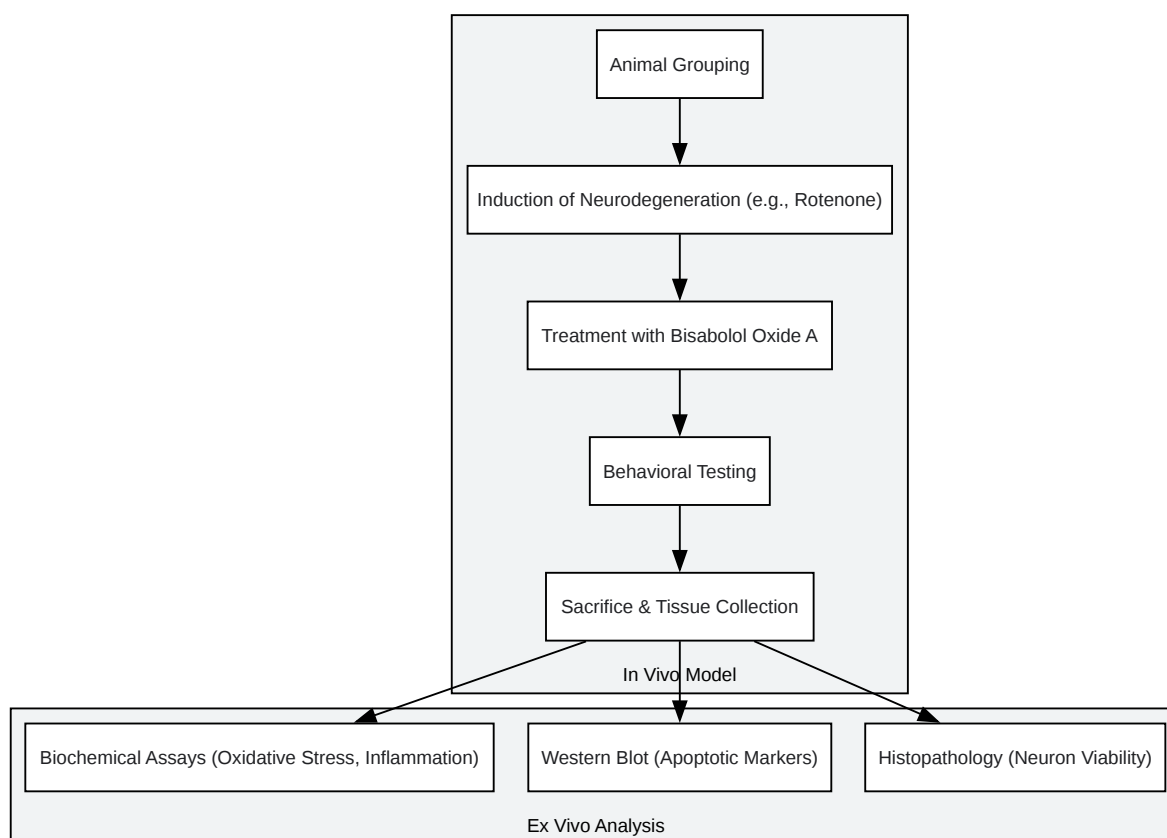 Animal Grouping
Induction of Neurodegeneration (e.g., Rotenone)
Treatment with Bisabolol Oxide A
Behavioral Testing
Sacrifice & Tissue Collection
In Vivo Model
Biochemical Assays (Oxidative Stress, Inflammation)
Western Blot (Apoptotic Markers)
Histopathology (Neuron Viability)
Ex Vivo Analysis